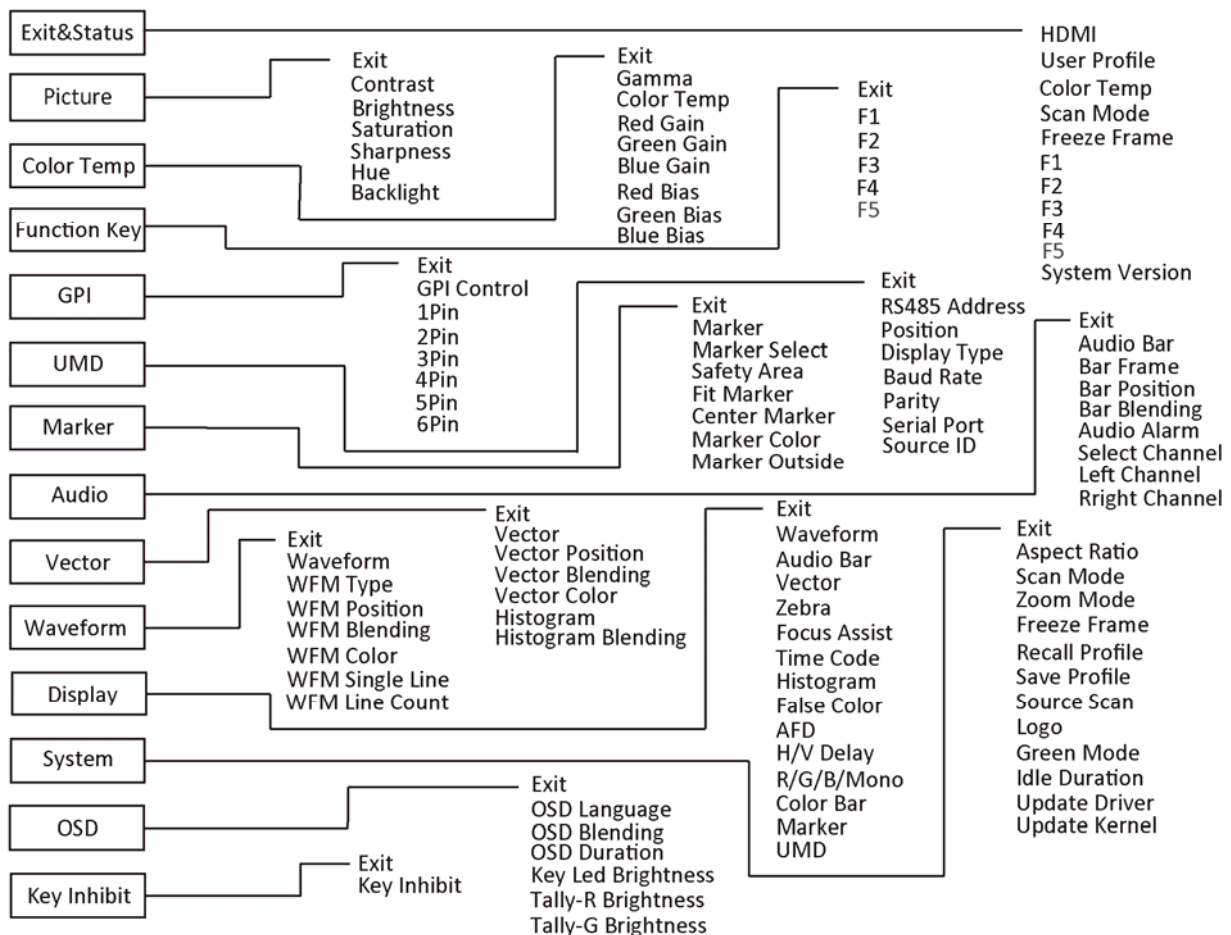 Exit&Status
Picture
Color Temp
Function Key
GPI
UMD
Marker
Audio
Vector
Waveform
Display
System
OSD
Key Inhibit
HDMI
User Profile
Color Temp
Scan Mode
Freeze Frame
F1
F2
F3
F4
F5
System Version
Exit
Contrast
Brightness
Saturation
Sharpness
Hue
Backlight
Exit
Gamma
Color Temp
Red Gain
Green Gain
Blue Gain
Red Bias
Green Bias
Blue Bias
Exit
F1
F2
F3
F4
F5
Exit
GPI Control
1Pin
2Pin
3Pin
4Pin
5Pin
6Pin
Exit
RS485 Address
Position
Display Type
Baud Rate
Parity
Serial Port
Source ID
Exit
Marker
Marker Select
Safety Area
Fit Marker
Center Marker
Marker Color
Marker Outside
Exit
Audio Bar
Bar Frame
Bar Position
Bar Blending
Audio Alarm
Select Channel
Left Channel
Rright Channel
Exit
Vector
Vector Position
Vector Blending
Vector Color
Histogram
Histogram Blending
Exit
Waveform
WFM Type
WFM Position
WFM Blending
WFM Color
WFM Single Line
WFM Line Count
Exit
Waveform
Audio Bar
Vector
Zebra
Focus Assist
Time Code
Histogram
False Color
AFD
H/V Delay
R/G/B/Mono
Color Bar
Marker
UMD
Exit
Aspect Ratio
Scan Mode
Zoom Mode
Freeze Frame
Recall Profile
Save Profile
Source Scan
Logo
Green Mode
Idle Duration
Update Driver
Update Kernel
Exit
OSD Language
OSD Blending
OSD Duration
Key Led Brightness
Tally-R Brightness
Tally-G Brightness
Exit
Key Inhibit